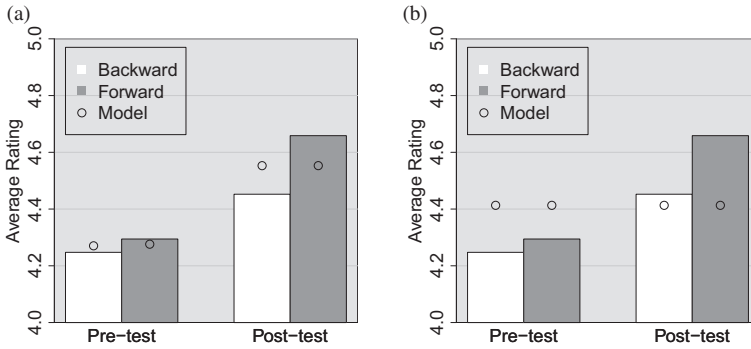 (a)
Average Rating
5.0
4.8
4.6
4.4
4.2
4.0
Backward
Forward
Model
Pre−test
Post−test
(b)
Average Rating
5.0
4.8
4.6
4.4
4.2
4.0
Backward
Forward
Model
Pre−test
Post−test